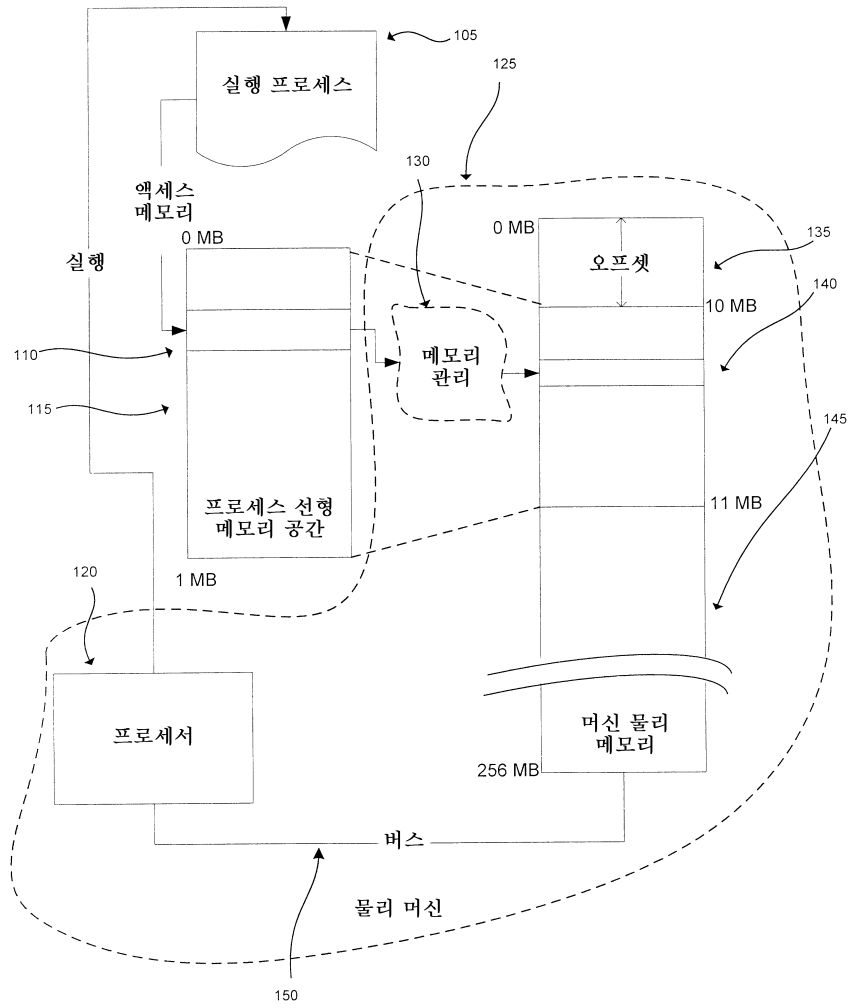 105
실행 프로세스
125
130
액세스
메모리
0 MB
0 MB
135
실행
오프셋
10 MB
140
110
메모리
관리
115
145
프로세스 선형
메모리 공간
11 MB
1 MB
120
프로세서
머신 물리
메모리
256 MB
버스
물리 머신
150